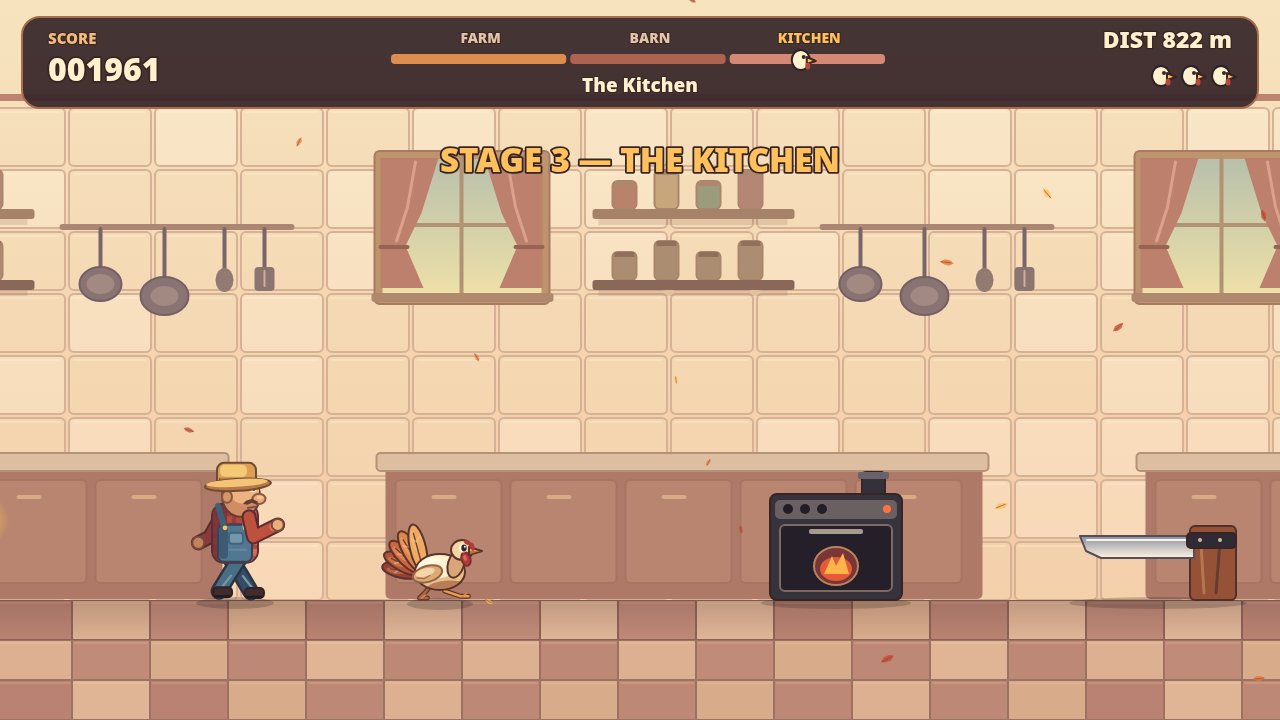 SCORE
001961
FARM
BARN
KITCHEN
The Kitchen
DIST 822 m
STAGE 3 — THE KITCHEN